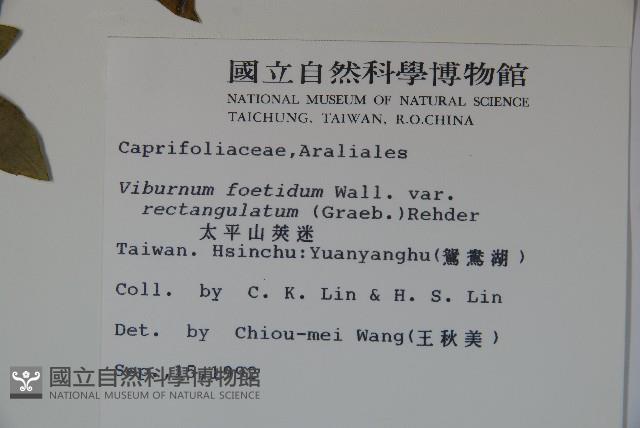 國立自然科學博物館
NATIONAL MUSEUM OF NATURAL SCIENCE
TAICHUNG, TAIWAN, R.O.CHINA
Caprifoliaceae,Araliales
Viburnum foetidum Wall. var.
rectangulatum (Graeb.)Rehder
太平山莢迷
Taiwan. Hsinchu:Yuanyanghu(鴛鴦湖)
Coll. by C. K. Lin & H. S. Lin
Det. by Chiou-mei Wang(王秋美)
Sep. 15,1992
國立自然科學博物館
NATIONAL MUSEUM OF NATURAL SCIENCE